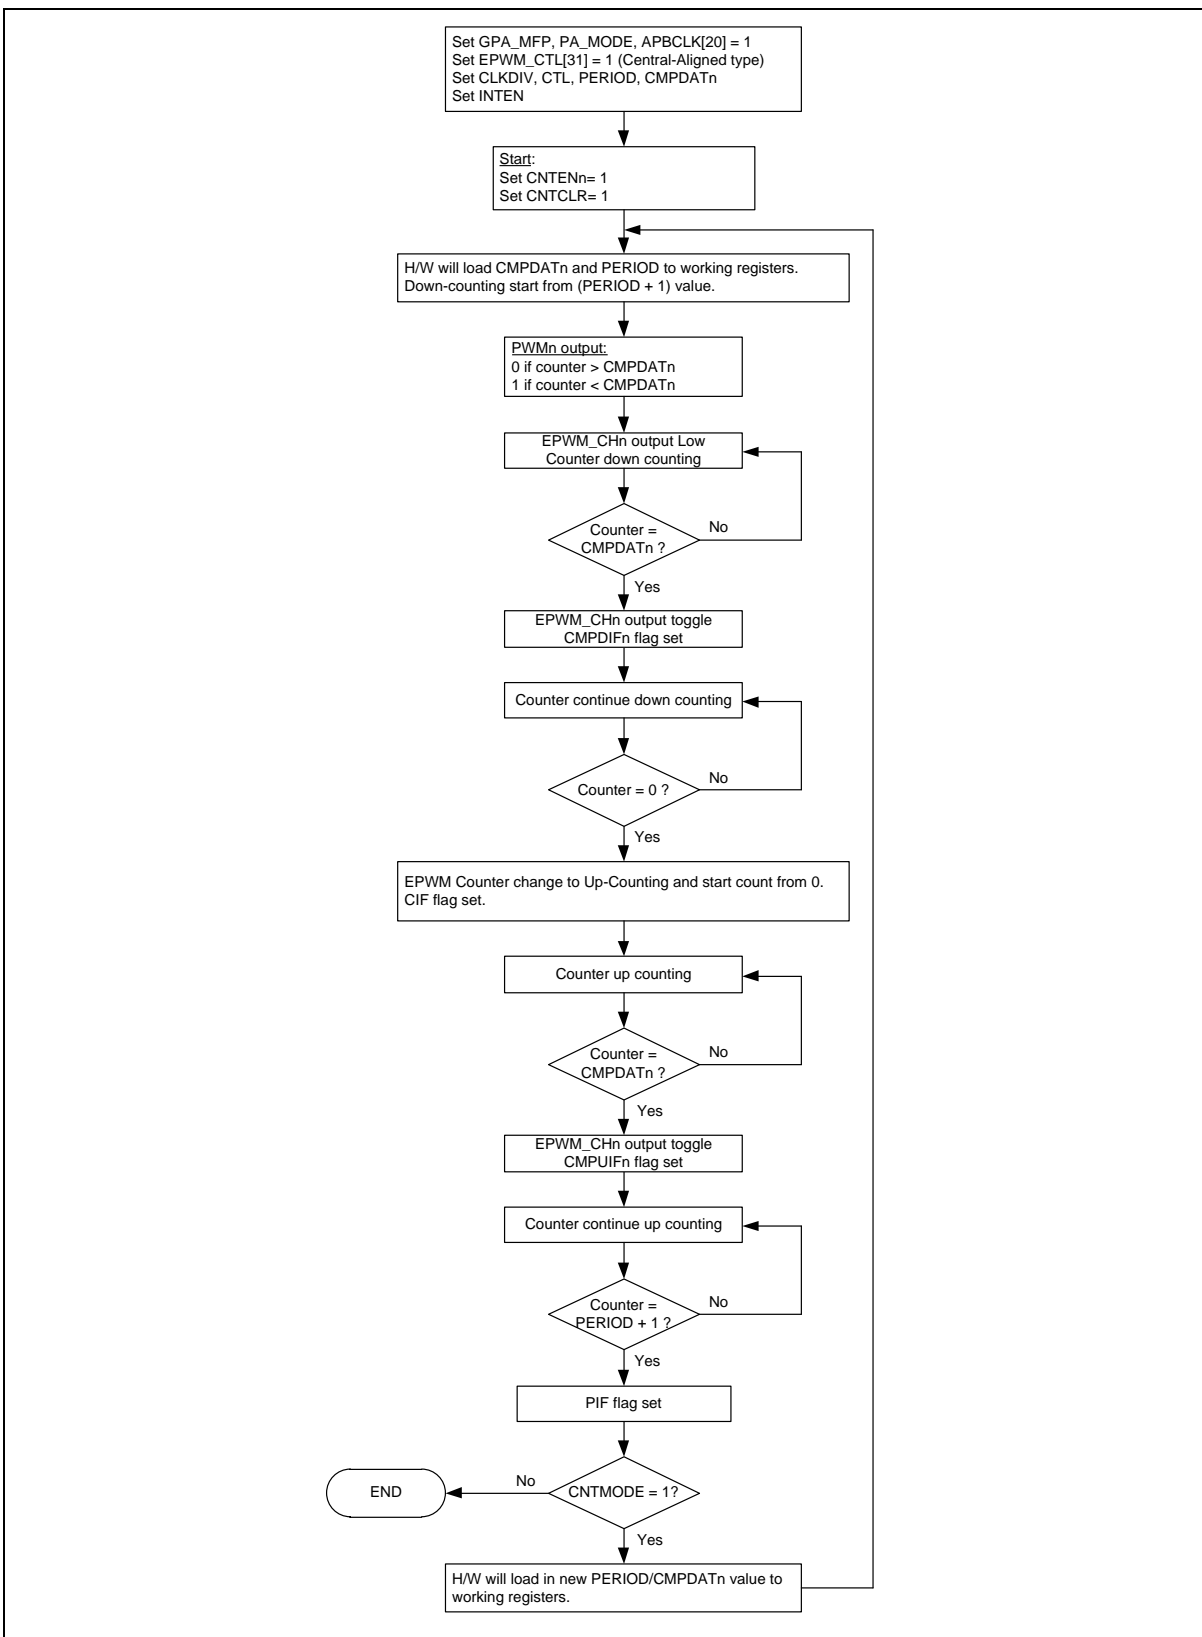 Set GPA_MFP, PA_MODE, APBCLK[20] = 1
Set EPWM_CTL[31] = 1 (Central-Aligned type)
Set CLKDIV, CTL, PERIOD, CMPDATn
Set INTEN
Start:
Set CNTENn= 1
Set CNTCLR= 1
H/W will load CMPDATn and PERIOD to working registers.
Down-counting start from (PERIOD + 1) value.
PWMn output:
0 if counter > CMPDATn
1 if counter < CMPDATn
EPWM_CHn output Low
Counter down counting
Counter =
CMPDATn ?
No
Yes
EPWM_CHn output toggle
CMPDIFn flag set
Counter continue down counting
Counter = 0 ?
No
Yes
EPWM Counter change to Up-Counting and start count from 0.
CIF flag set.
Counter up counting
Counter =
CMPDATn ?
No
Yes
EPWM_CHn output toggle
CMPUIFn flag set
Counter continue up counting
Counter =
PERIOD + 1 ?
No
Yes
PIF flag set
CNTMODE = 1?
No
END
Yes
H/W will load in new PERIOD/CMPDATn value to
working registers.